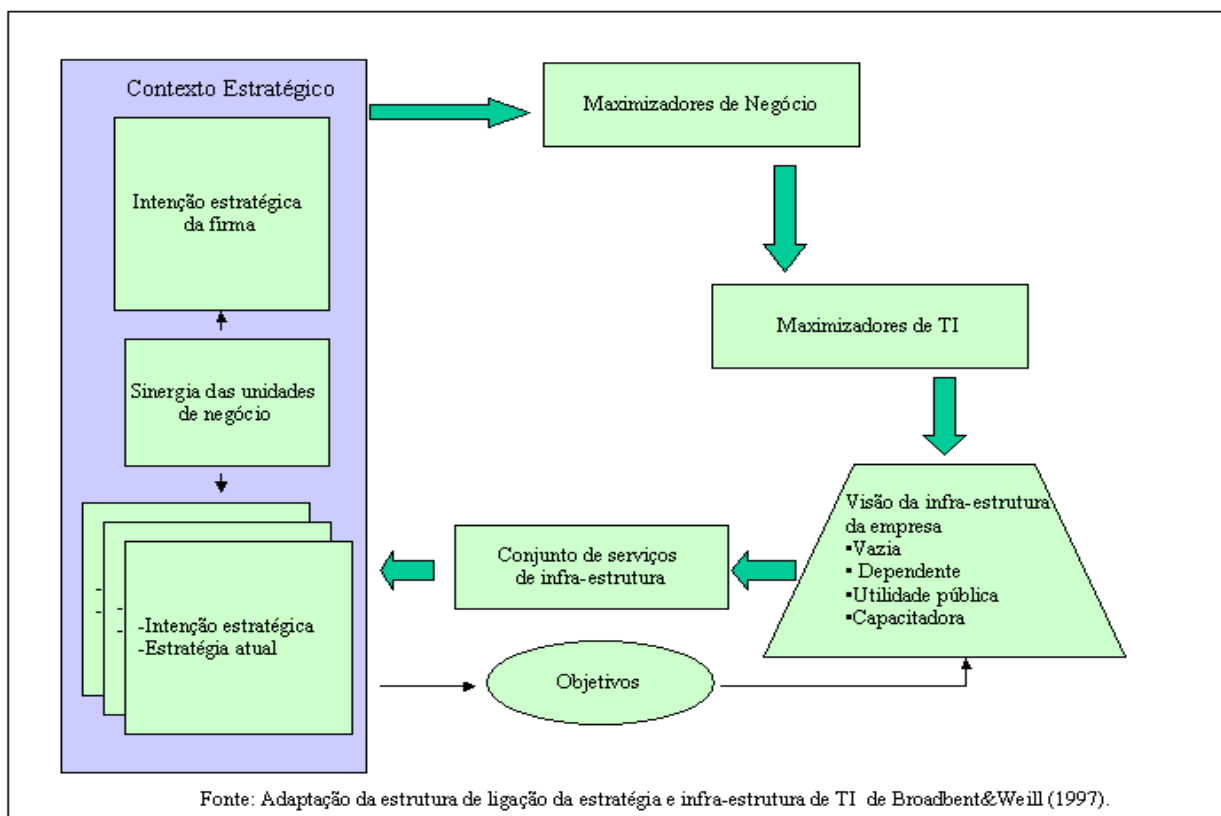 Contexto Estratégico
Intenção estratégica
da firma
Sinergia das unidades
de negócio
-
-
-
-
-Intenção estratégica
-Estratégia atual
Maximizadores de Negócio
Maximizadores de TI
Visão da infra-estrutura
da empresa
▪Vazia
▪ Dependente
▪Utilidade pública
▪Capacitadora
Conjunto de serviços
de infra-estrutura
Objetivos
Fonte: Adaptação da estrutura de ligação da estratégia e infra-estrutura de TI de Broadbent&Weill (1997).